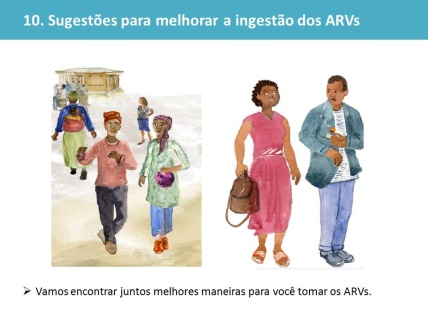 10. Sugestões para melhorar a ingestão dos ARVs
➢ Vamos encontrar juntos melhores maneiras para você tomar os ARVs.